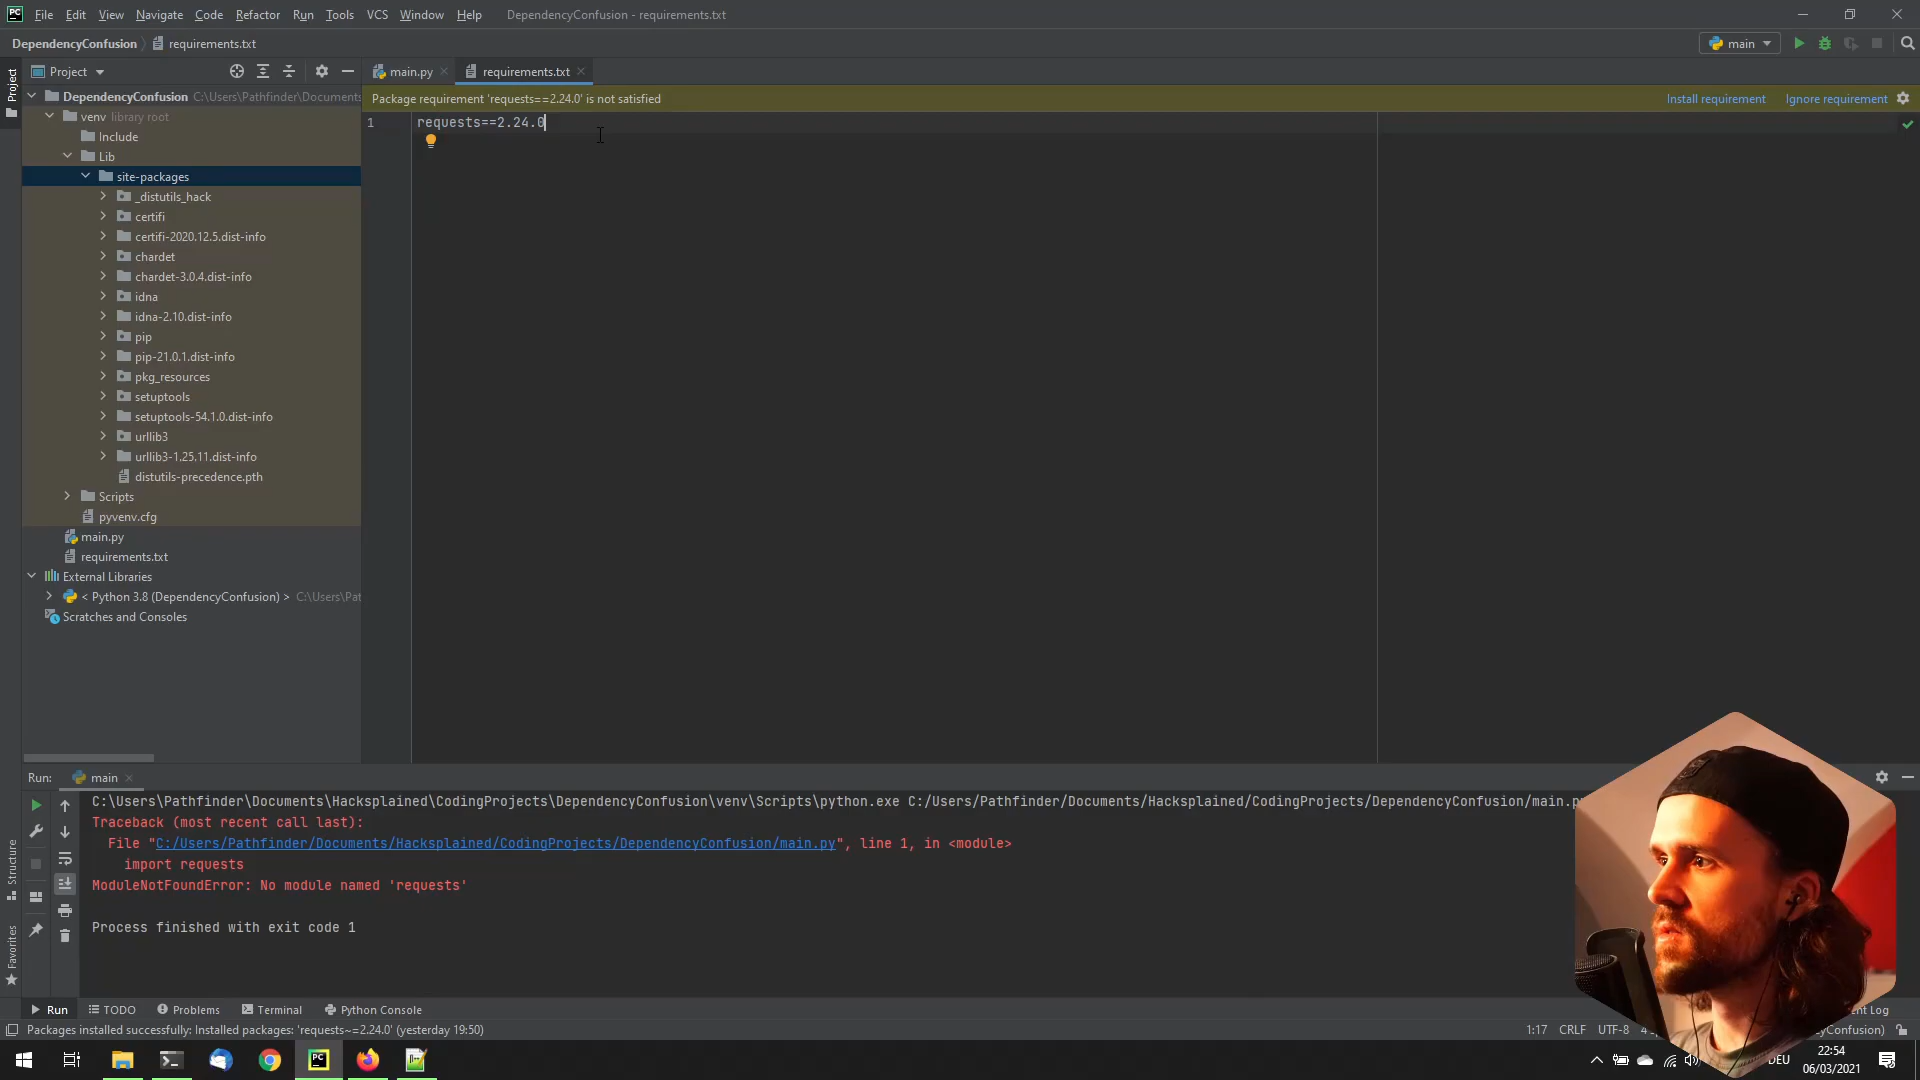 PC File Edit View Navigate Code Refactor Run Tools VCS Window Help DependencyConfusion - requirements.txt
DependencyConfusion requirements.txt main
Project
Project main.py requirements.txt
DependencyConfusion C:\Users\Pathfinder\Documents
Package requirement 'requests==2.24.0' is not satisfied Install requirement Ignore requirement
venv library root
1 requests==2.24.0
Include
Lib
site-packages
_distutils_hack
certifi
certifi-2020.12.5.dist-info
chardet
chardet-3.0.4.dist-info
idna
idna-2.10.dist-info
pip
pip-21.0.1.dist-info
pkg_resources
setuptools
setuptools-54.1.0.dist-info
urllib3
urllib3-1.25.11.dist-info
distutils-precedence.pth
Scripts
pyvenv.cfg
main.py
requirements.txt
External Libraries
< Python 3.8 (DependencyConfusion) > C:\Users\Pat
Scratches and Consoles
Run: main
C:\Users\Pathfinder\Documents\Hacksplained\CodingProjects\DependencyConfusion\venv\Scripts\python.exe C:/Users/Pathfinder/Documents/Hacksplained/CodingProjects/DependencyConfusion/main.p
Traceback (most recent call last):
File "C:/Users/Pathfinder/Documents/Hacksplained/CodingProjects/DependencyConfusion/main.py", line 1, in <module>
import requests
ModuleNotFoundError: No module named 'requests'
Process finished with exit code 1
Structure
Favorites
Run TODO Problems Terminal Python Console nt Log
Packages installed successfully: Installed packages: 'requests~=2.24.0' (yesterday 19:50) 1:17 CRLF UTF-8 4 yConfusion)
PC DEU 22:54
06/03/2021